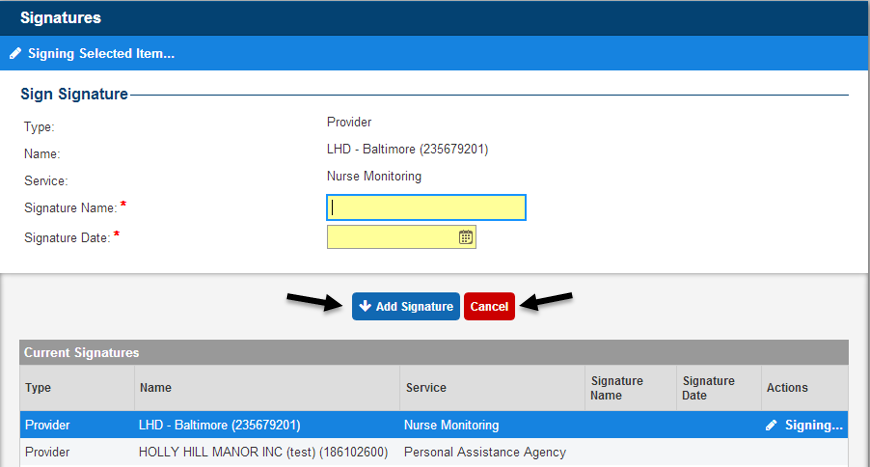 Signatures
Signing Selected Item...
Sign Signature
Type: Provider
Name: LHD - Baltimore (235679201)
Service: Nurse Monitoring
Signature Name: *
Signature Date: *
Add Signature Cancel
Current Signatures
Type Name Service Signature Name Signature Date Actions
Provider LHD - Baltimore (235679201) Nurse Monitoring Signing...
Provider HOLLY HILL MANOR INC (test) (186102600) Personal Assistance Agency